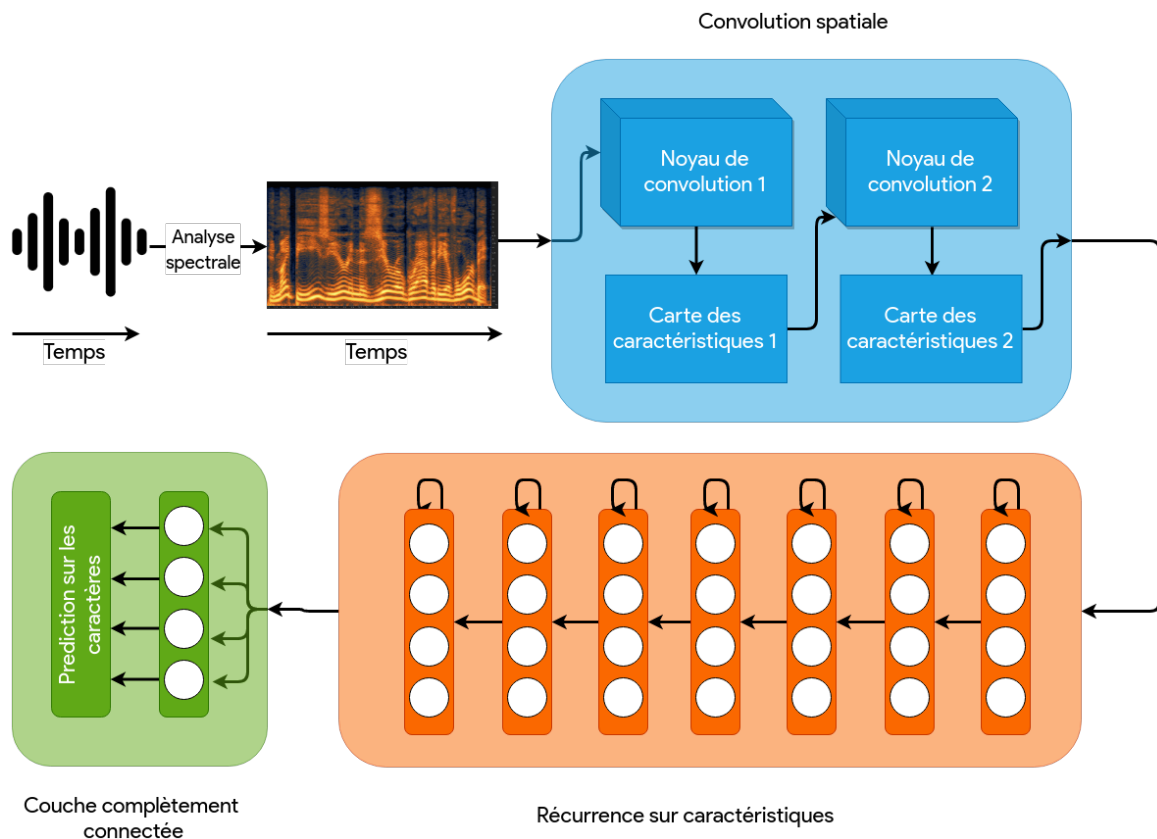 Convolution spatiale
Noyau de
convolution 1
Noyau de
convolution 2
Analyse
spectrale
Carte des
caractéristiques 1
Carte des
caractéristiques 2
Temps
Temps
Prediction sur les
caractères
Couche complètement
connectée
Récurrence sur caractéristiques